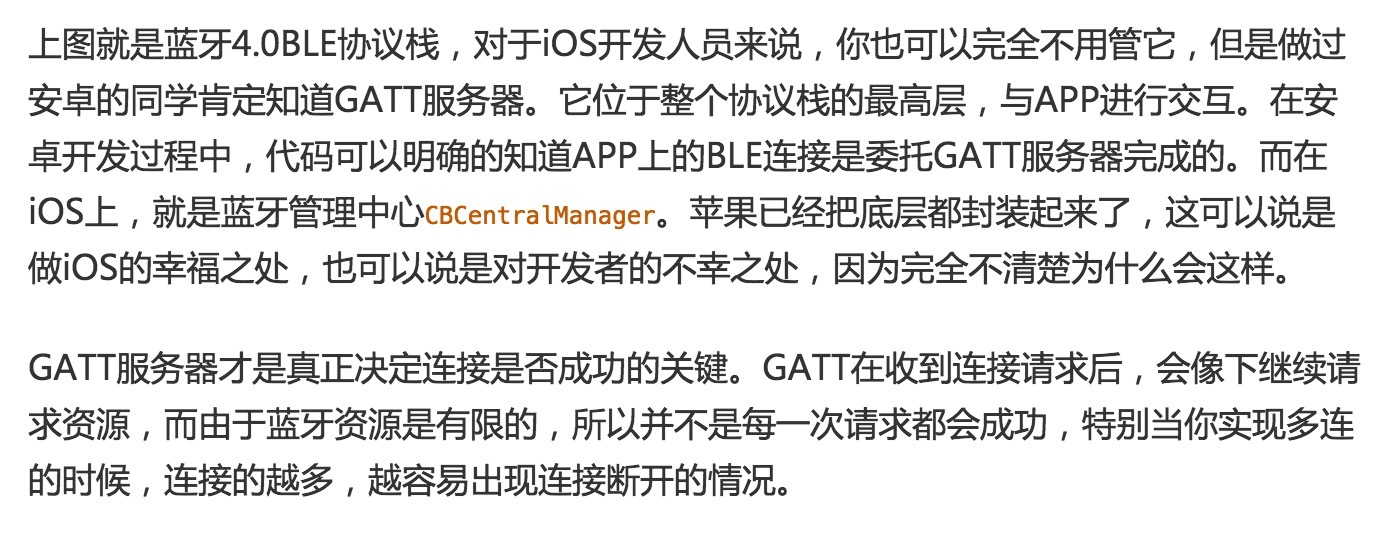 上图就是蓝牙4.0BLE协议栈，对于iOS开发人员来说，你也可以完全不用管它，但是做过
安卓的同学肯定知道GATT服务器。它位于整个协议栈的最高层，与APP进行交互。在安
卓开发过程中，代码可以明确的知道APP上的BLE连接是委托GATT服务器完成的。而在
iOS上，就是蓝牙管理中心CBCentralManager。苹果已经把底层都封装起来了，这可以说是
做iOS的幸福之处，也可以说是对开发者的不幸之处，因为完全不清楚为什么会这样。
GATT服务器才是真正决定连接是否成功的关键。GATT在收到连接请求后，会像下继续请
求资源，而由于蓝牙资源是有限的，所以并不是每一次请求都会成功，特别当你实现多连
的时候，连接的越多，越容易出现连接断开的情况。